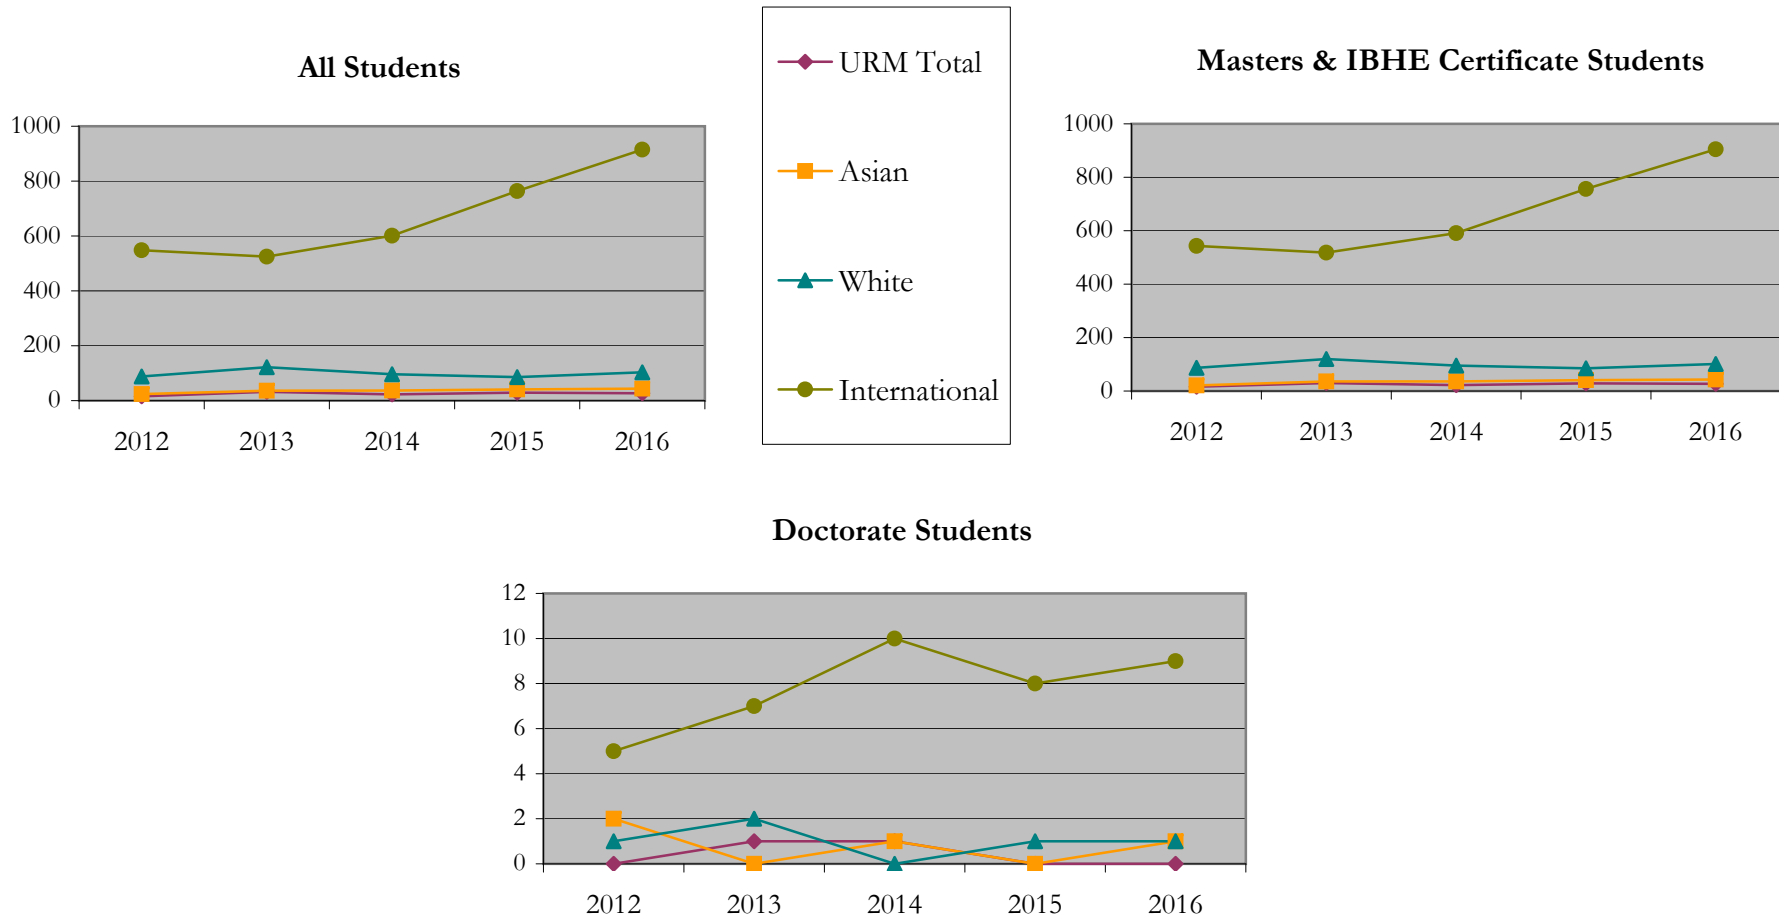 All Students
1000
800
600
400
200
0
2012 2013 2014 2015 2016
URM Total
Asian
White
International
Masters & IBHE Certificate Students
1000
800
600
400
200
0
2012 2013 2014 2015 2016
Doctorate Students
12
10
8
6
4
2
0
2012 2013 2014 2015 2016